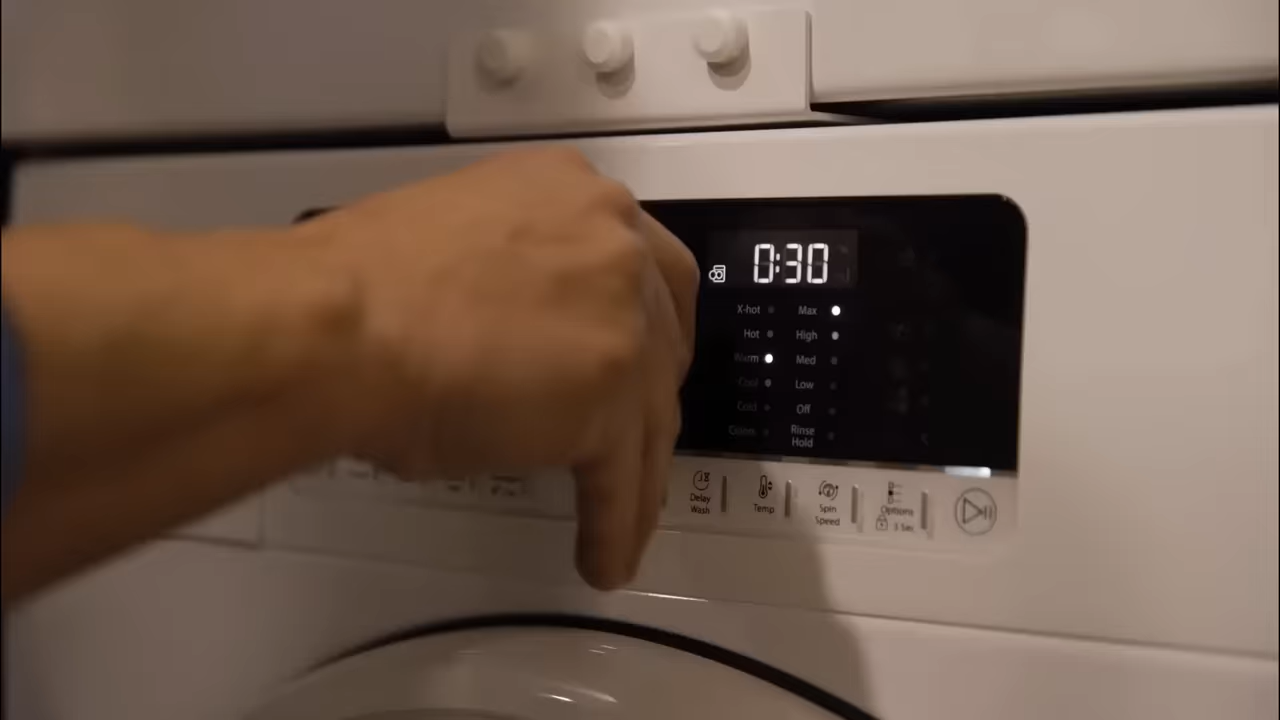 0:30
X-hot Max
Hot High
Warm Med
Cool Low
Cold Off
Rinse
Hold
Delay
Wash
Temp
Spin
Speed
Options
3 Sec